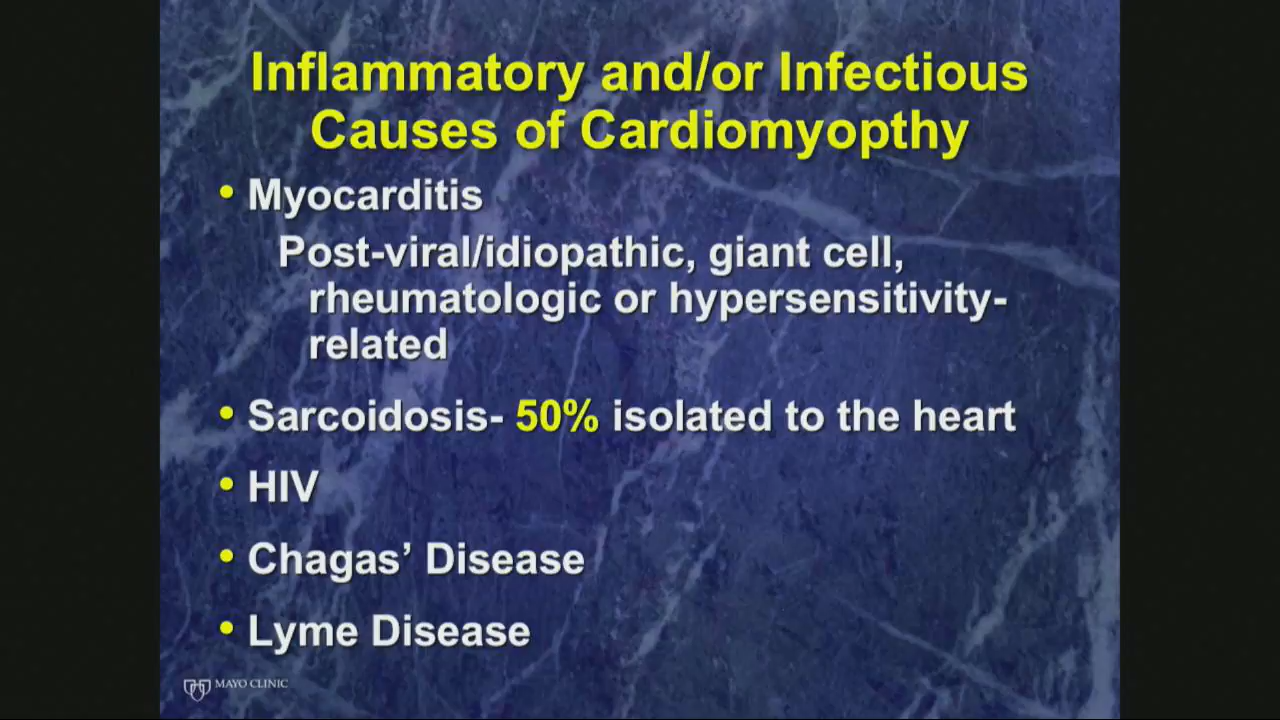 Inflammatory and/or Infectious
Causes of Cardiomyopthy
• Myocarditis
Post-viral/idiopathic, giant cell,
rheumatologic or hypersensitivity-
related
• Sarcoidosis- 50% isolated to the heart
• HIV
• Chagas’ Disease
• Lyme Disease
MAYO CLINIC